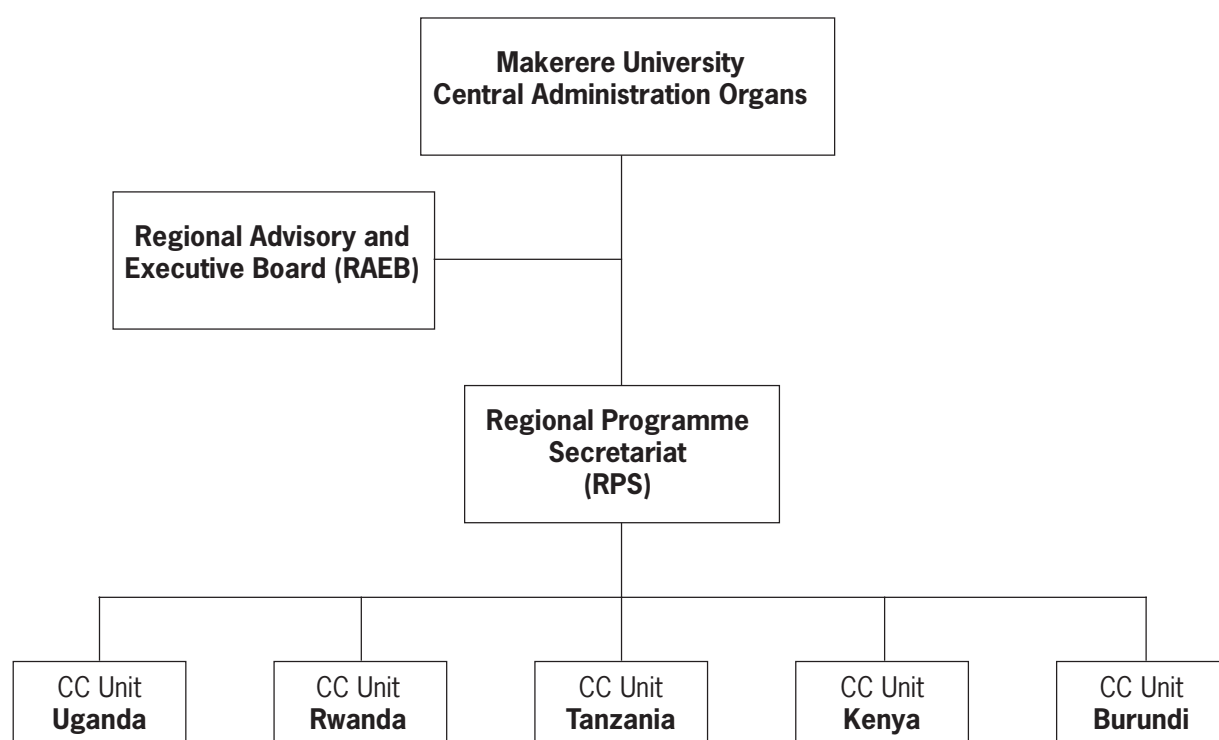 Makerere University
Central Administration Organs
Regional Advisory and
Executive Board (RAEB)
Regional Programme
Secretariat
(RPS)
CC Unit
Uganda
CC Unit
Rwanda
CC Unit
Tanzania
CC Unit
Kenya
CC Unit
Burundi